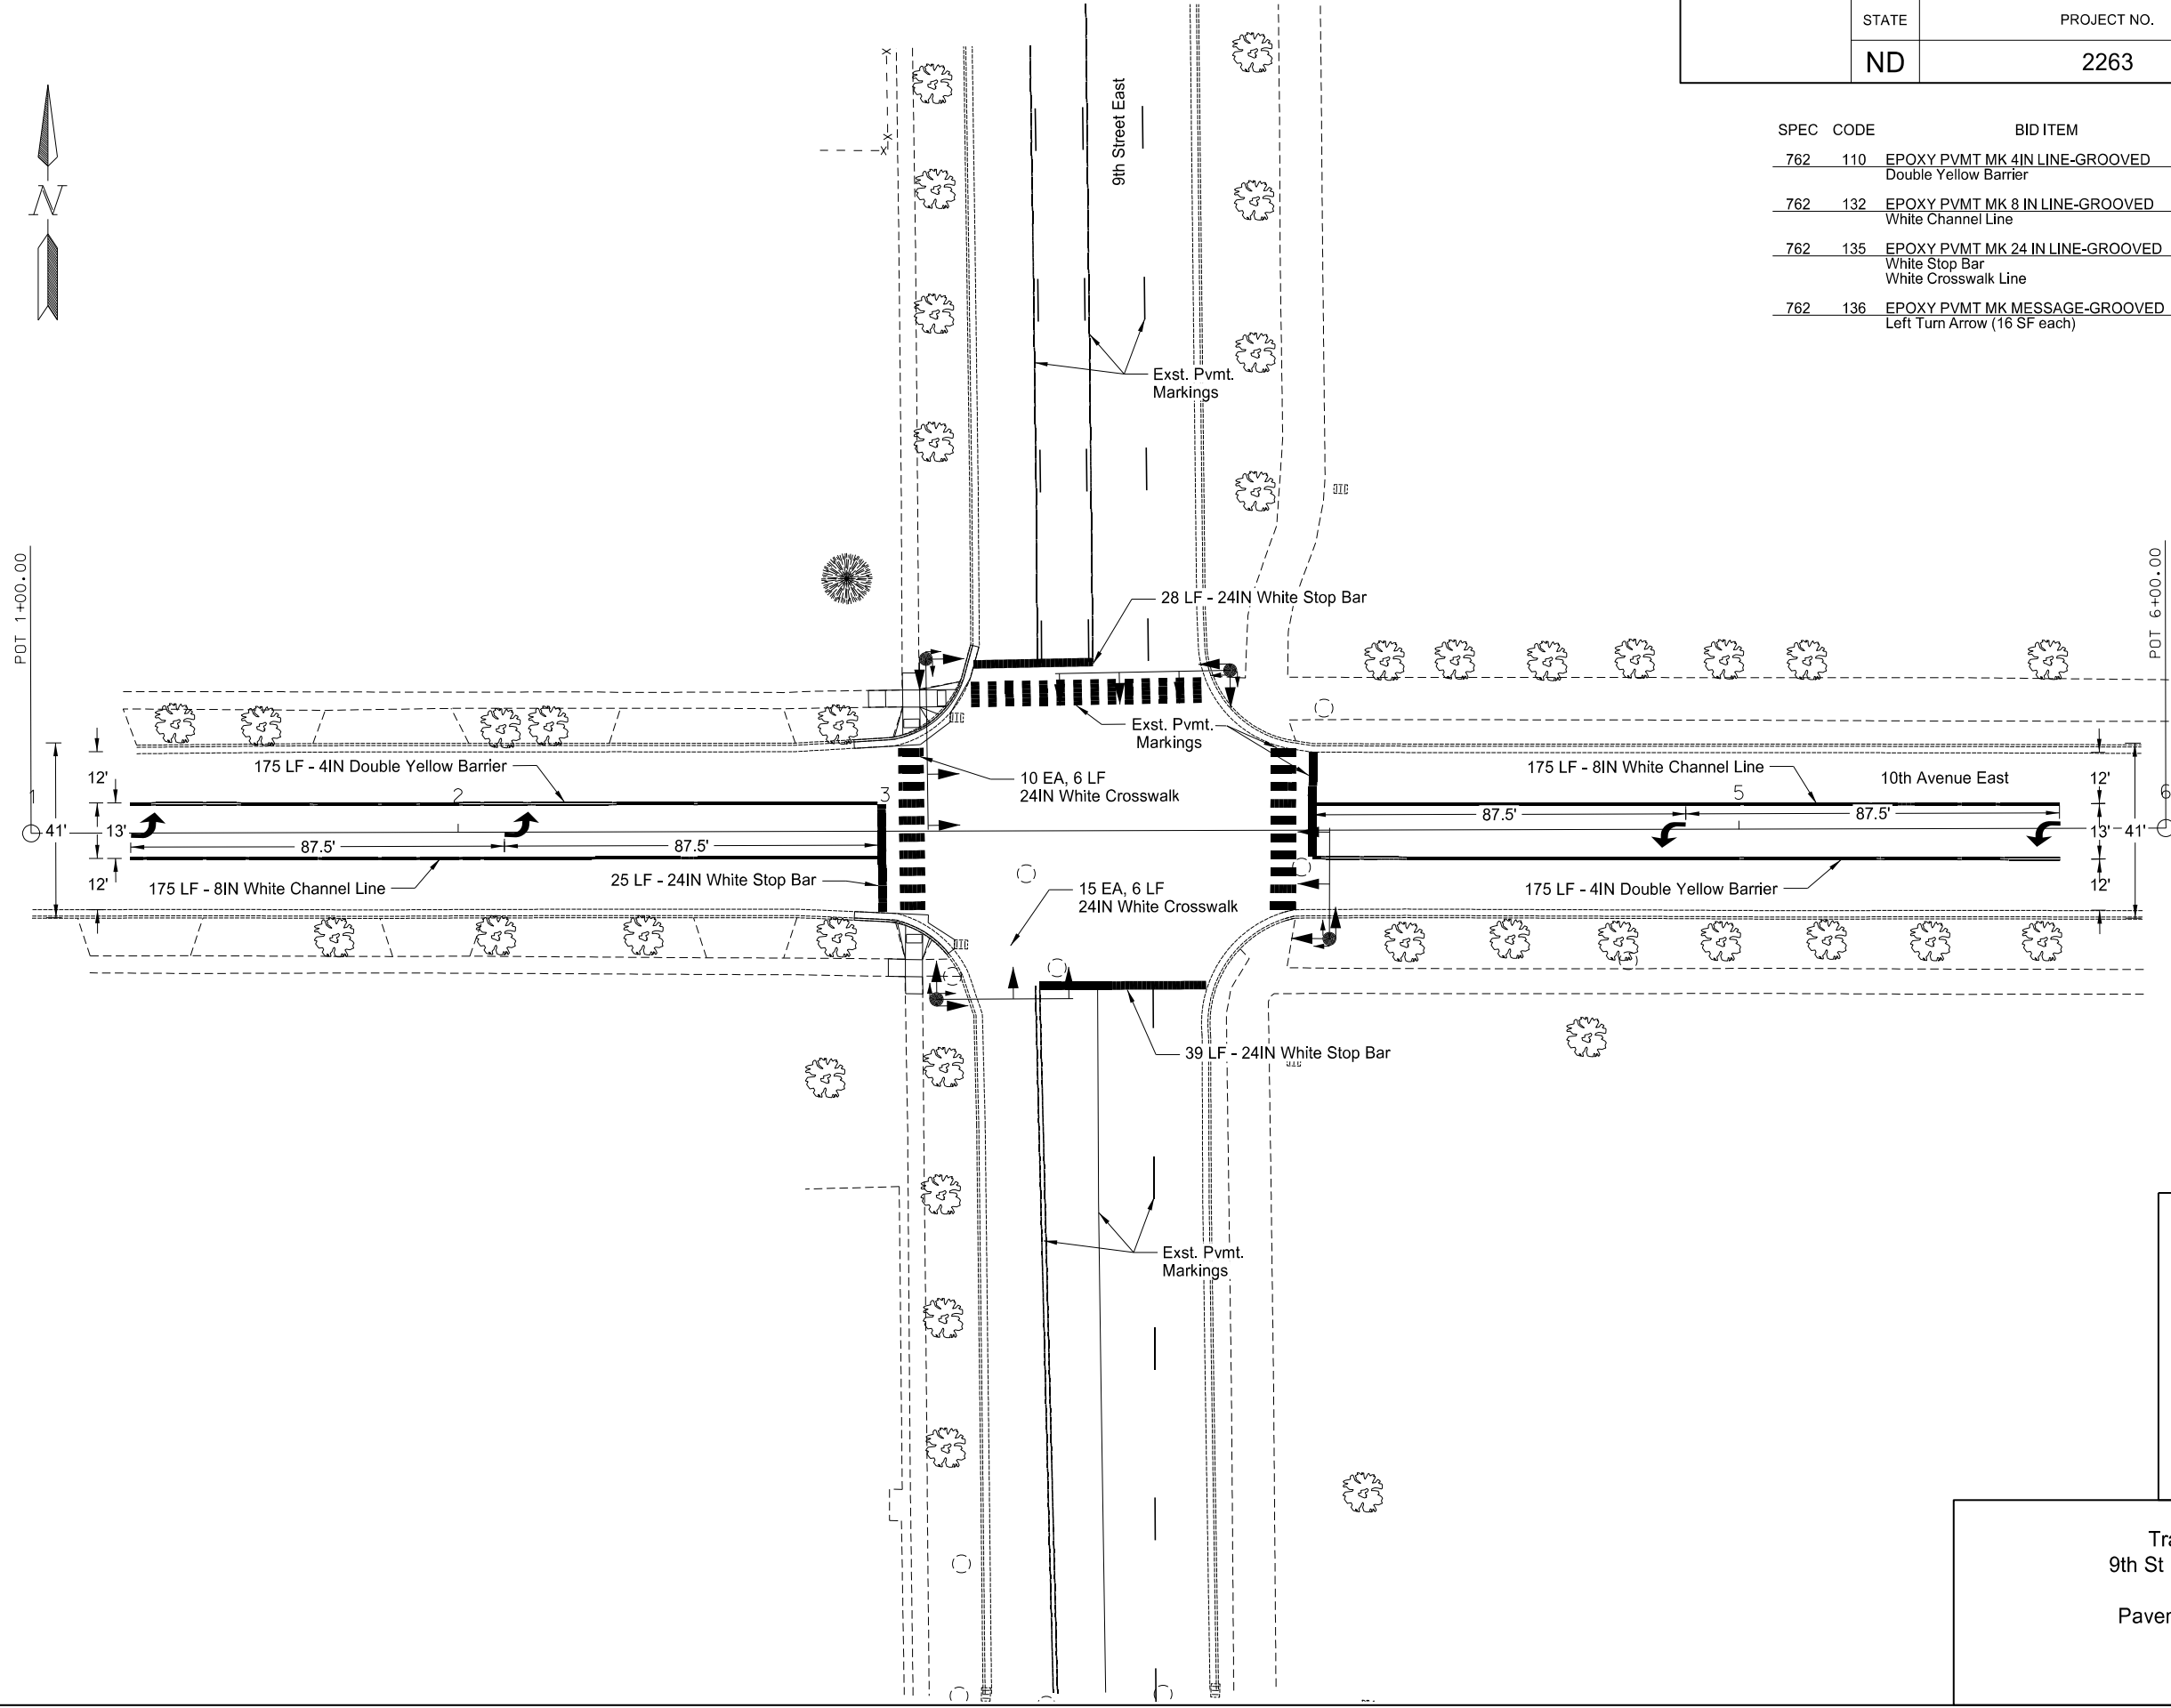 STATE PROJECT NO.
ND 2263
SPEC CODE BID ITEM
762 110 EPOXY PVMT MK 4IN LINE-GROOVED
Double Yellow Barrier
762 132 EPOXY PVMT MK 8 IN LINE-GROOVED
White Channel Line
762 135 EPOXY PVMT MK 24 IN LINE-GROOVED
White Stop Bar
White Crosswalk Line
762 136 EPOXY PVMT MK MESSAGE-GROOVED
Left Turn Arrow (16 SF each)
N
9th Street East
Exst. Pvmt.
Markings
POT 1+00.00
POT 6+00.00
28 LF - 24IN White Stop Bar
Exst. Pvmt.
Markings
175 LF - 4IN Double Yellow Barrier
10 EA, 6 LF
24IN White Crosswalk
175 LF - 8IN White Channel Line
10th Avenue East
12'
12'
1
2
3
5
6
41'
13'
87.5'
87.5'
87.5'
87.5'
13'
41'
12'
12'
175 LF - 8IN White Channel Line
25 LF - 24IN White Stop Bar
15 EA, 6 LF
24IN White Crosswalk
175 LF - 4IN Double Yellow Barrier
39 LF - 24IN White Stop Bar
Exst. Pvmt.
Markings
9th St